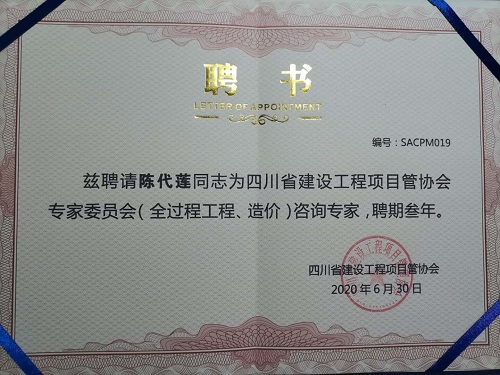 聘书
LETTER OF APPOINTMENT
编号：SACPM019
兹聘请陈代莲同志为四川省建设工程项目管协会
专家委员会（全过程工程、造价）咨询专家，聘期叁年。
四川省建设工程项目管协会
2020年6月30日